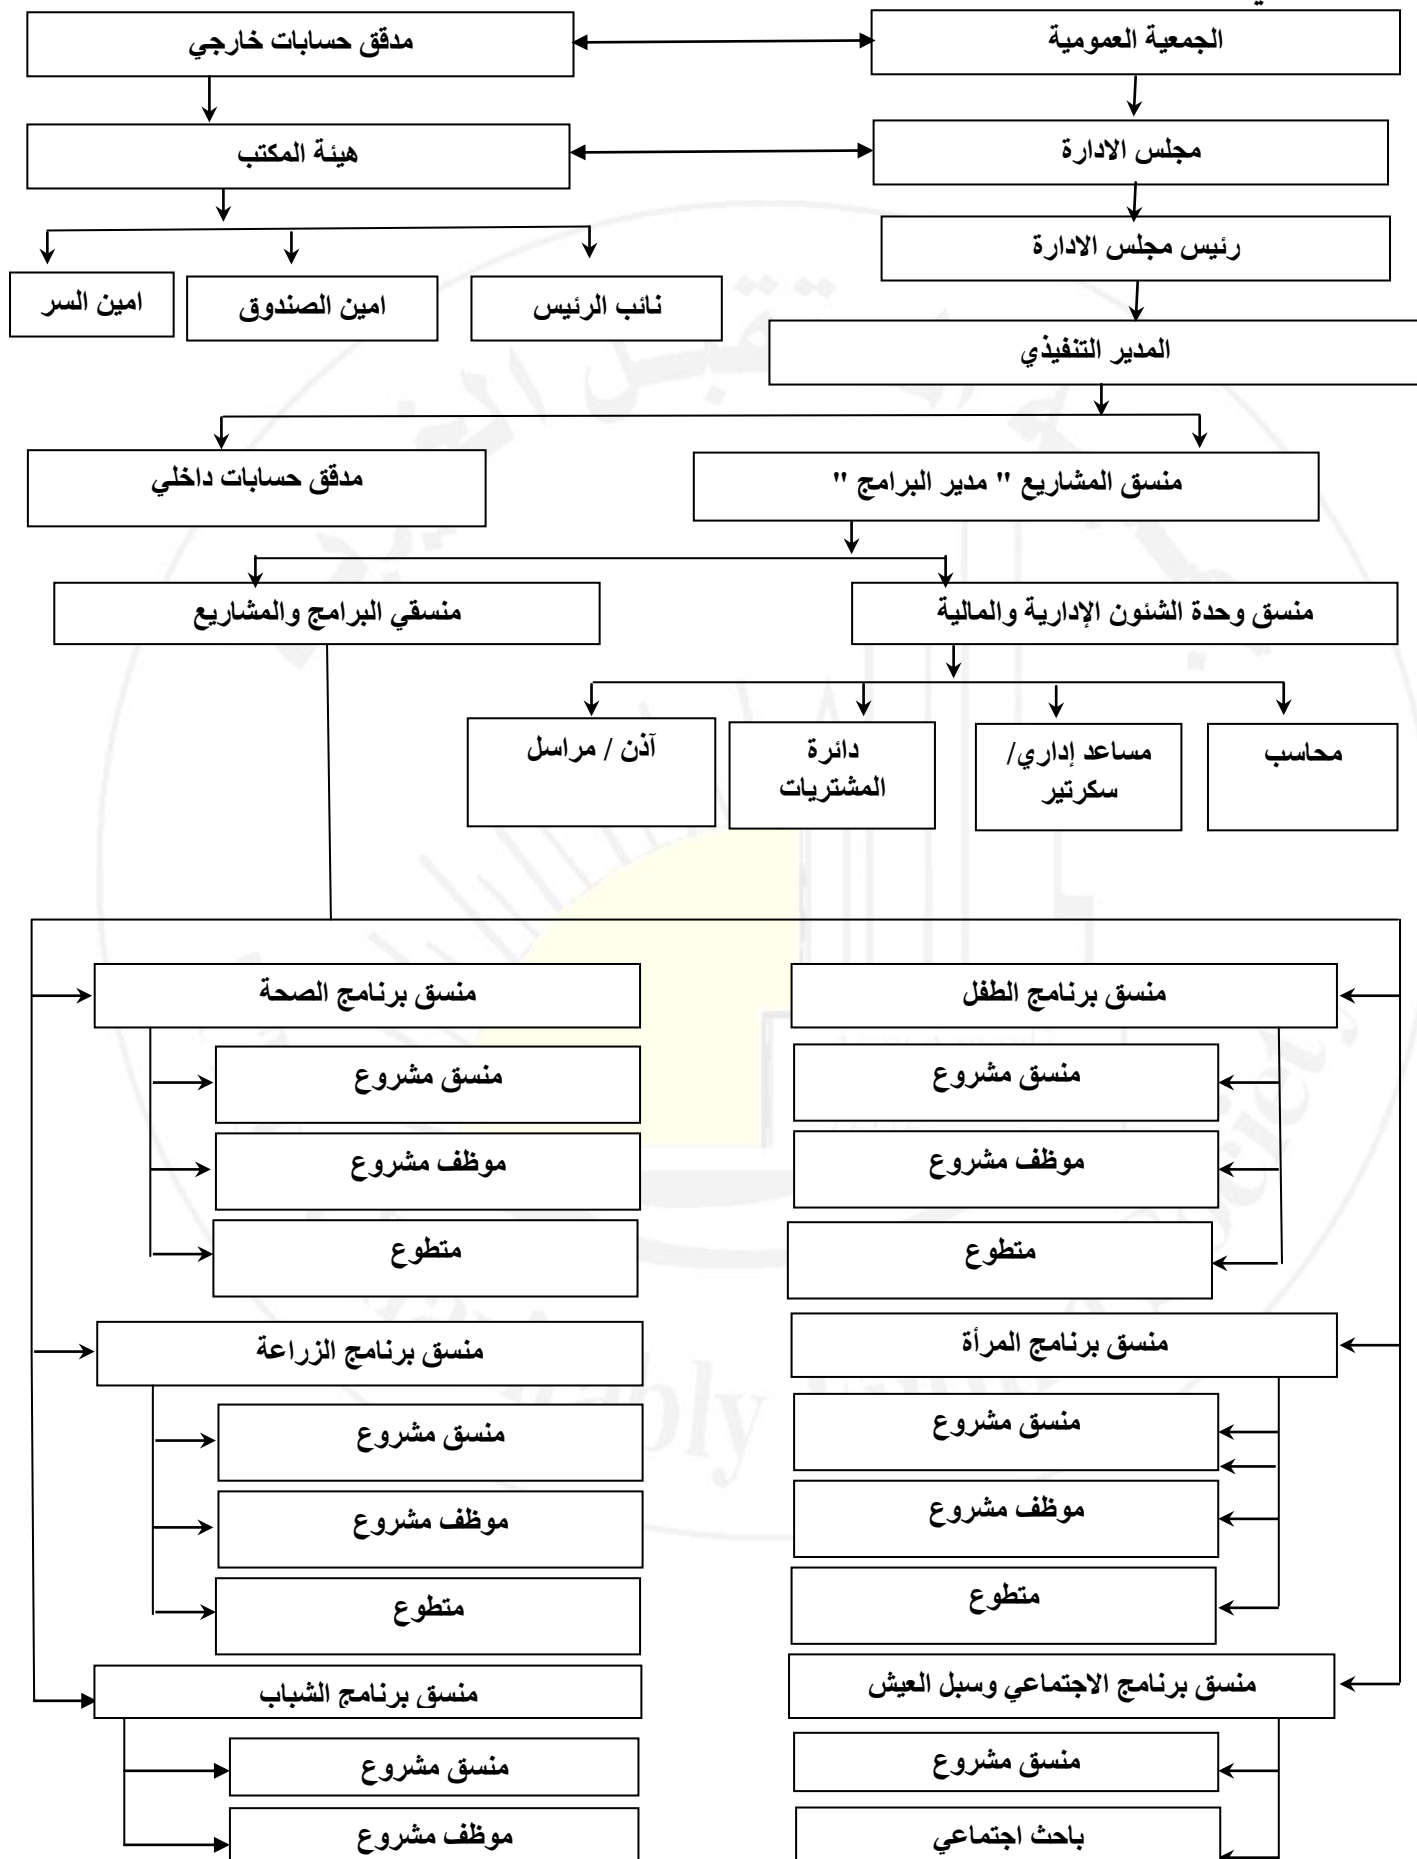 الجمعية العمومية
مدقق حسابات خارجي
مجلس الادارة
هيئة المكتب
رئيس مجلس الادارة
نائب الرئيس
امين الصندوق
امين السر
المدير التنفيذي
منسق المشاريع " مدير البرامج "
مدقق حسابات داخلي
منسق وحدة الشئون الإدارية والمالية
منسقي البرامج والمشاريع
محاسب
مساعد إداري/
سكرتير
دائرة
المشتريات
آذن / مراسل
منسق برنامج الطفل
منسق مشروع
موظف مشروع
متطوع
منسق برنامج الصحة
منسق مشروع
موظف مشروع
متطوع
منسق برنامج المرأة
منسق مشروع
موظف مشروع
متطوع
منسق برنامج الزراعة
منسق مشروع
موظف مشروع
متطوع
منسق برنامج الاجتماعي وسبل العيش
منسق مشروع
باحث اجتماعي
منسق برنامج الشباب
منسق مشروع
موظف مشروع